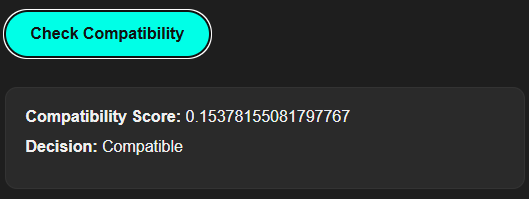 Check Compatibility
Compatibility Score: 0.15378155081797767
Decision: Compatible